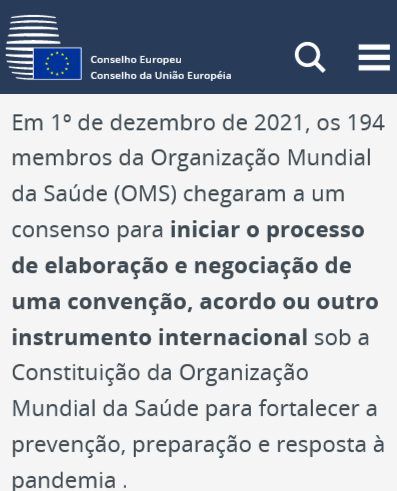 Conselho Europeu
Conselho da União Européia
Em 1º de dezembro de 2021, os 194
membros da Organização Mundial
da Saúde (OMS) chegaram a um
consenso para iniciar o processo
de elaboração e negociação de
uma convenção, acordo ou outro
instrumento internacional sob a
Constituição da Organização
Mundial da Saúde para fortalecer a
prevenção, preparação e resposta à
pandemia .